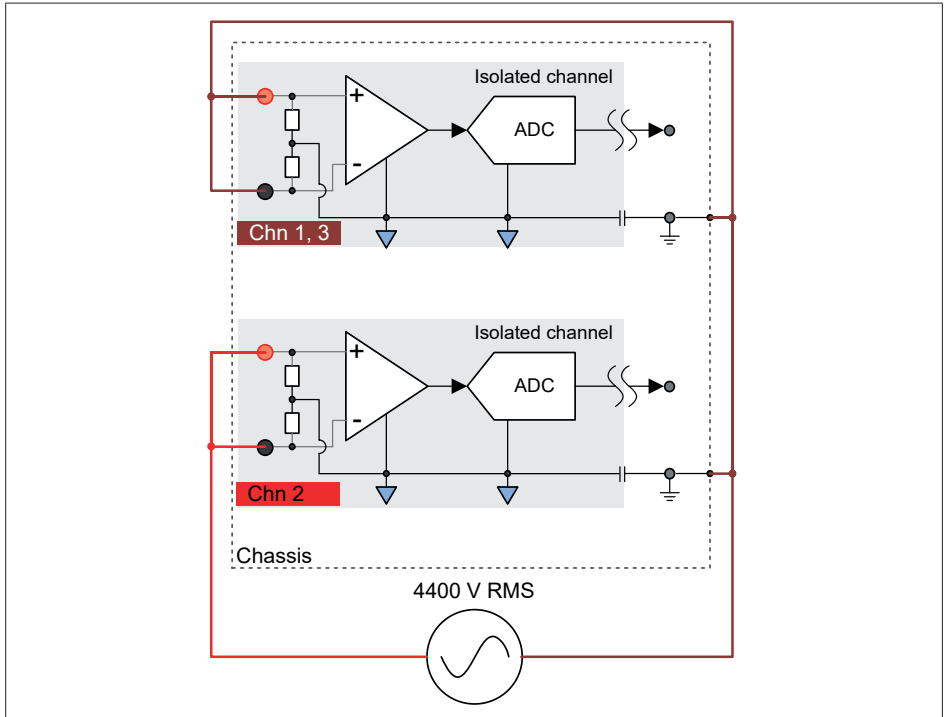 Isolated channel
+
ADC
-
Chn 1, 3
Isolated channel
+
ADC
-
Chn 2
Chassis
4400 V RMS